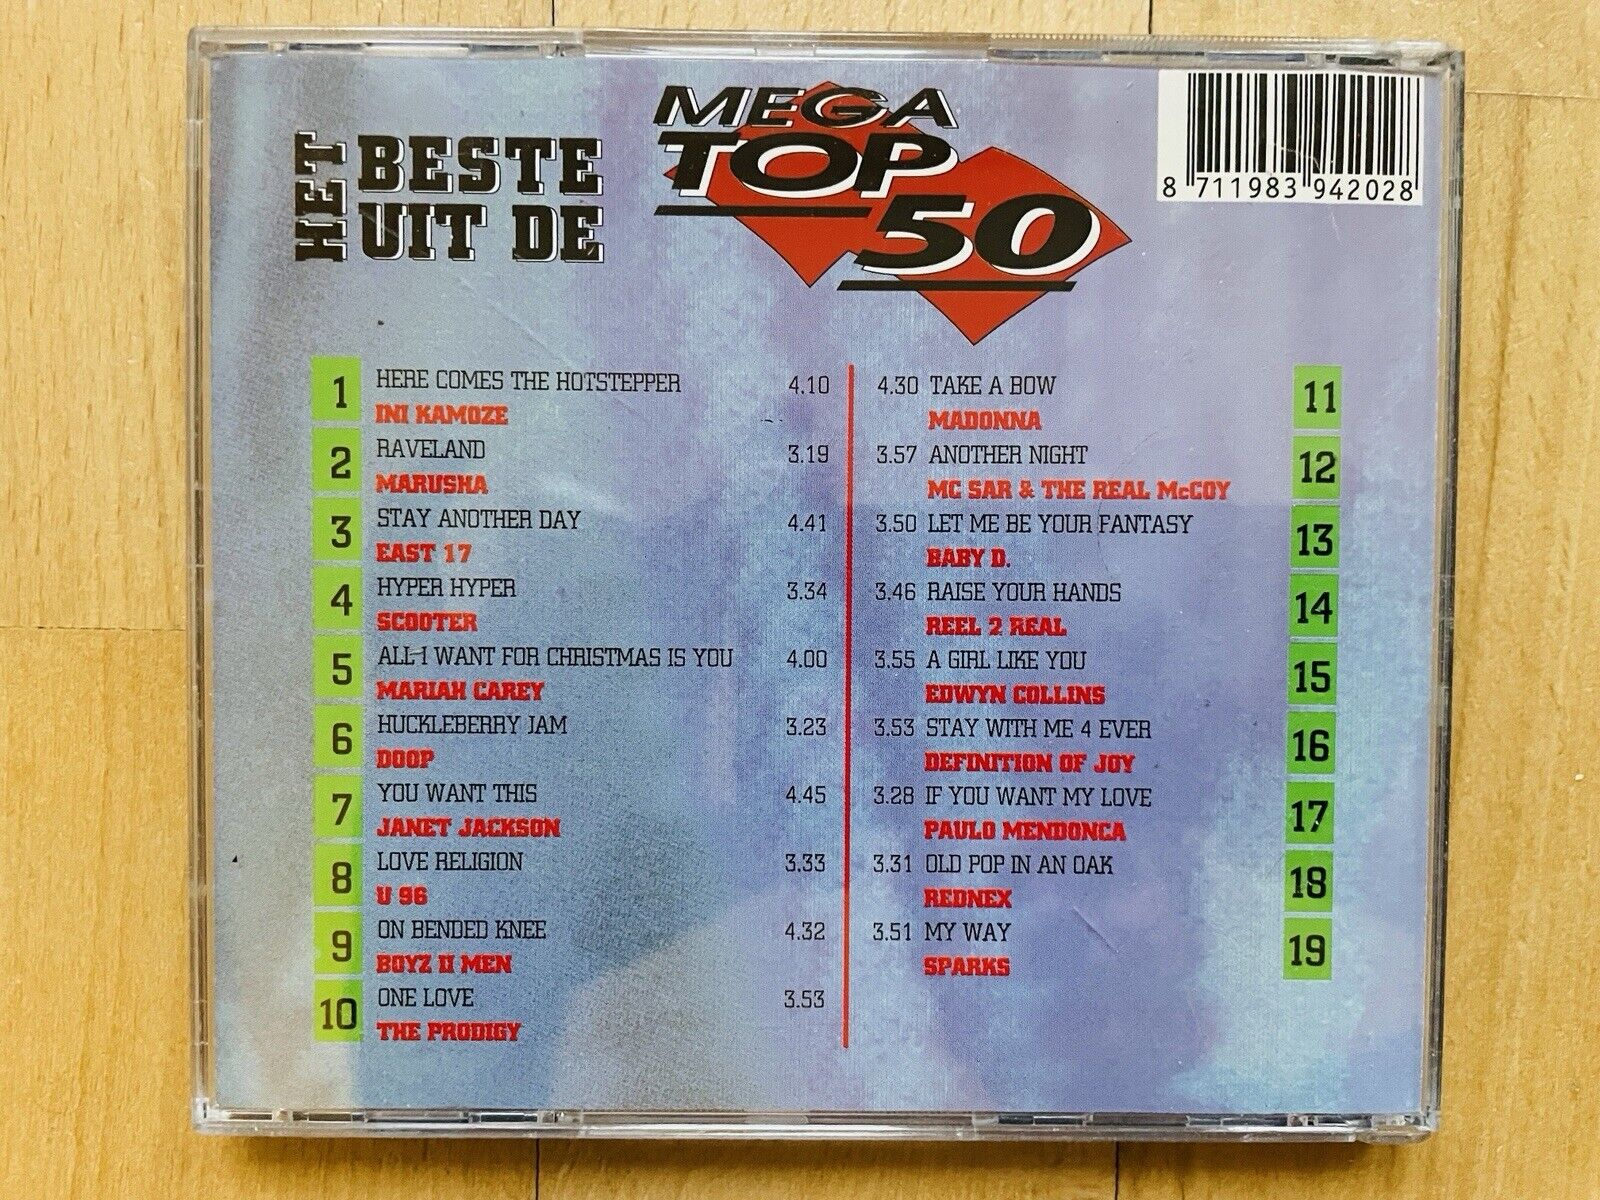 HET BESTE
UIT DE
MEGA
TOP
50
8 711983 942028
1 HERE COMES THE HOTSTEPPER 4.10
INI KAMOZE
2 RAVELAND 3.19
MARUSHA
3 STAY ANOTHER DAY 4.41
EAST 17
4 HYPER HYPER 3.34
SCOOTER
5 ALL I WANT FOR CHRISTMAS IS YOU 4.00
MARIAH CAREY
6 HUCKLEBERRY JAM 3.23
DOOP
7 YOU WANT THIS 4.45
JANET JACKSON
8 LOVE RELIGION 3.33
U 96
9 ON BENDED KNEE 4.32
BOYZ II MEN
10 ONE LOVE 3.53
THE PRODIGY
4.30 TAKE A BOW 11
MADONNA
3.57 ANOTHER NIGHT 12
MC SAR & THE REAL McCOY
3.50 LET ME BE YOUR FANTASY 13
BABY D.
3.46 RAISE YOUR HANDS 14
REEL 2 REAL
3.55 A GIRL LIKE YOU 15
EDWYN COLLINS
3.53 STAY WITH ME 4 EVER 16
DEFINITION OF JOY
3.28 IF YOU WANT MY LOVE 17
PAULO MENDONCA
3.31 OLD POP IN AN OAK 18
REDNEX
3.51 MY WAY 19
SPARKS